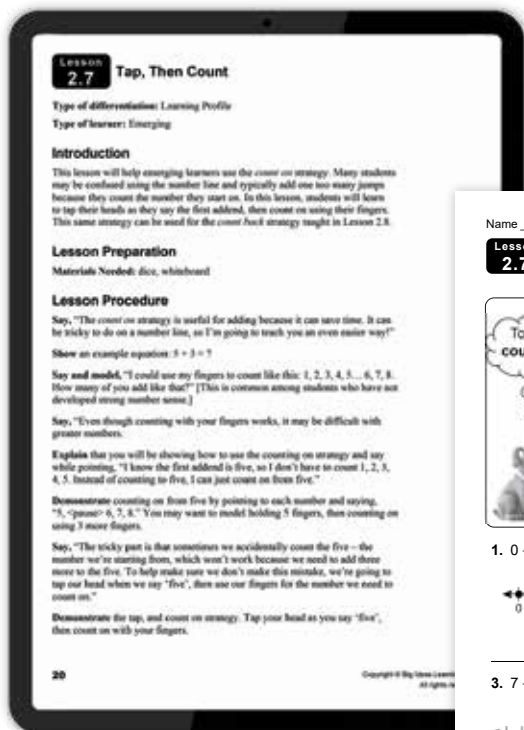 Lesson
2.7
Tap, Then Count
Type of differentiation: Learning Profile
Type of learner: Emerging
Introduction
This lesson will help emerging learners use the count on strategy. Many students
may be confused using the number line and typically add one too many jumps
because they count the number they start on. In this lesson, students will learn
to tap their heads as they say the first addend, then count on using their fingers.
This same strategy can be used for the count back strategy taught in Lesson 2.8.
Lesson Preparation
Materials Needed: dice, whiteboard
Lesson Procedure
Say, "The count on strategy is useful for adding because it can save time. It can
be tricky to do on a number line, so I'm going to teach you an even easier way!"
Show an example equation: 5 + 3 = ?
Say and model, "I could use my fingers to count like this: 1, 2, 3, 4, 5… 6, 7, 8.
How many of you add like that?" [This is common among students who have not
developed strong number sense.]
Say, "Even though counting with your fingers works, it may be difficult with
greater numbers.
Explain that you will be showing how to use the counting on strategy and say
while pointing, "I know the first addend is five, so I don't have to count 1, 2, 3,
4, 5. Instead of counting to five, I can just count on from five."
Demonstrate counting on from five by pointing to each number and saying,
"5, <pause> 6, 7, 8." You may want to model holding 5 fingers, then counting on
using 3 more fingers.
Say, "The tricky part is that sometimes we accidentally count the five – the
number we're starting from, which won't work because we need to add three
more to the five. To help make sure we don't make this mistake, we're going to
tap our head when we say 'five', then use our fingers for the number we need to
count on."
Demonstrate the tap, and count on strategy. Tap your head as you say 'five',
then count on with your fingers.
20
Copyright © Big Ideas
All rights
Name
2.7
To
1. 0
0
3. 7